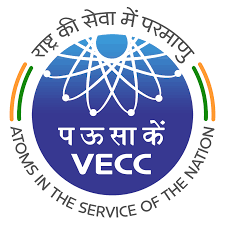 राष्ट्र की सेवा में परमाणु
प ऊ सा कें
VECC
ATOMS IN THE SERVICE OF THE NATION